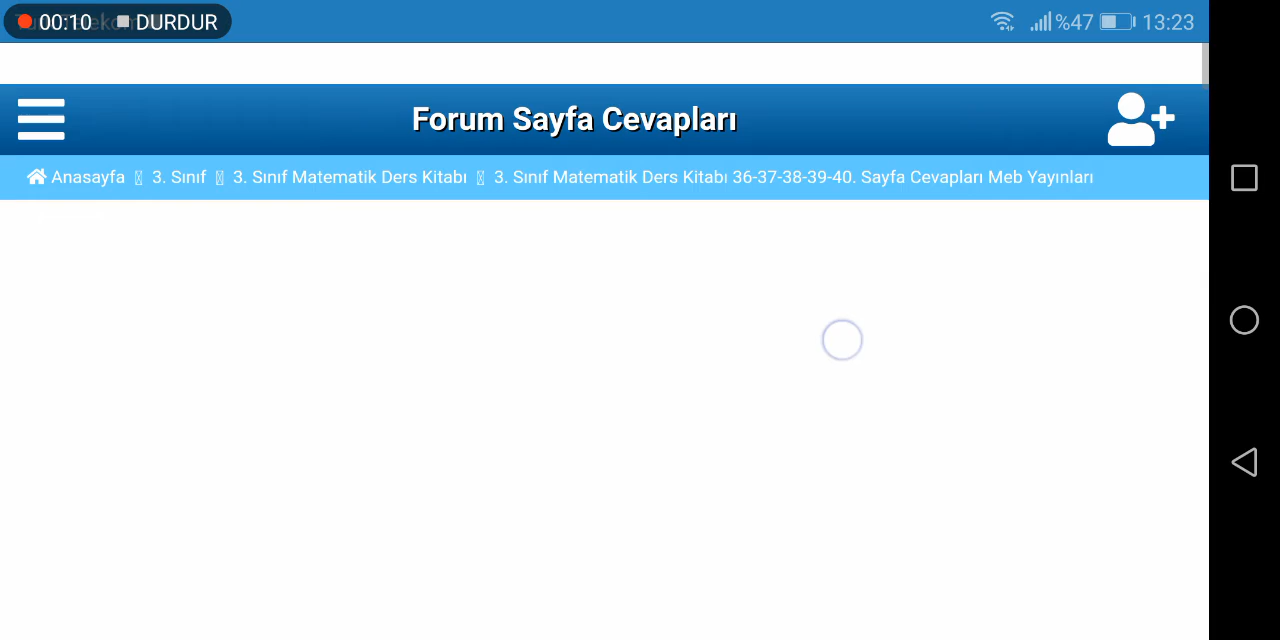 00:10 DURDUR %47 13:23
Forum Sayfa Cevapları
Anasayfa 3. Sınıf 3. Sınıf Matematik Ders Kitabı 3. Sınıf Matematik Ders Kitabı 36-37-38-39-40. Sayfa Cevapları Meb Yayınları